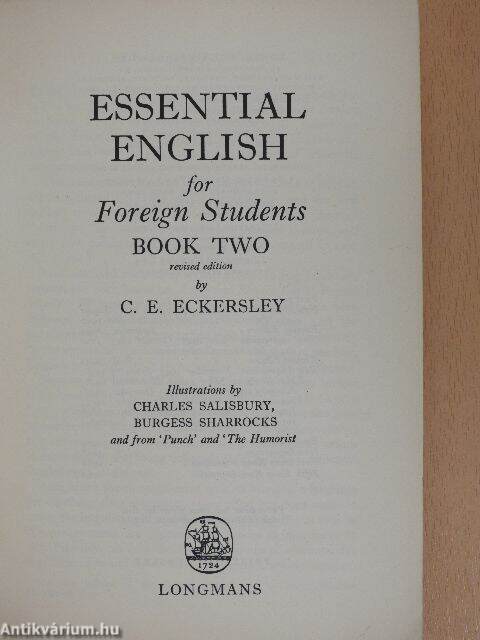 ESSENTIAL
ENGLISH
for
Foreign Students
BOOK TWO
revised edition
by
C. E. ECKERSLEY
Illustrations by
CHARLES SALISBURY,
BURGESS SHARROCKS
and from 'Punch' and 'The Humorist
1724
LONGMANS
Antikvárium.hu